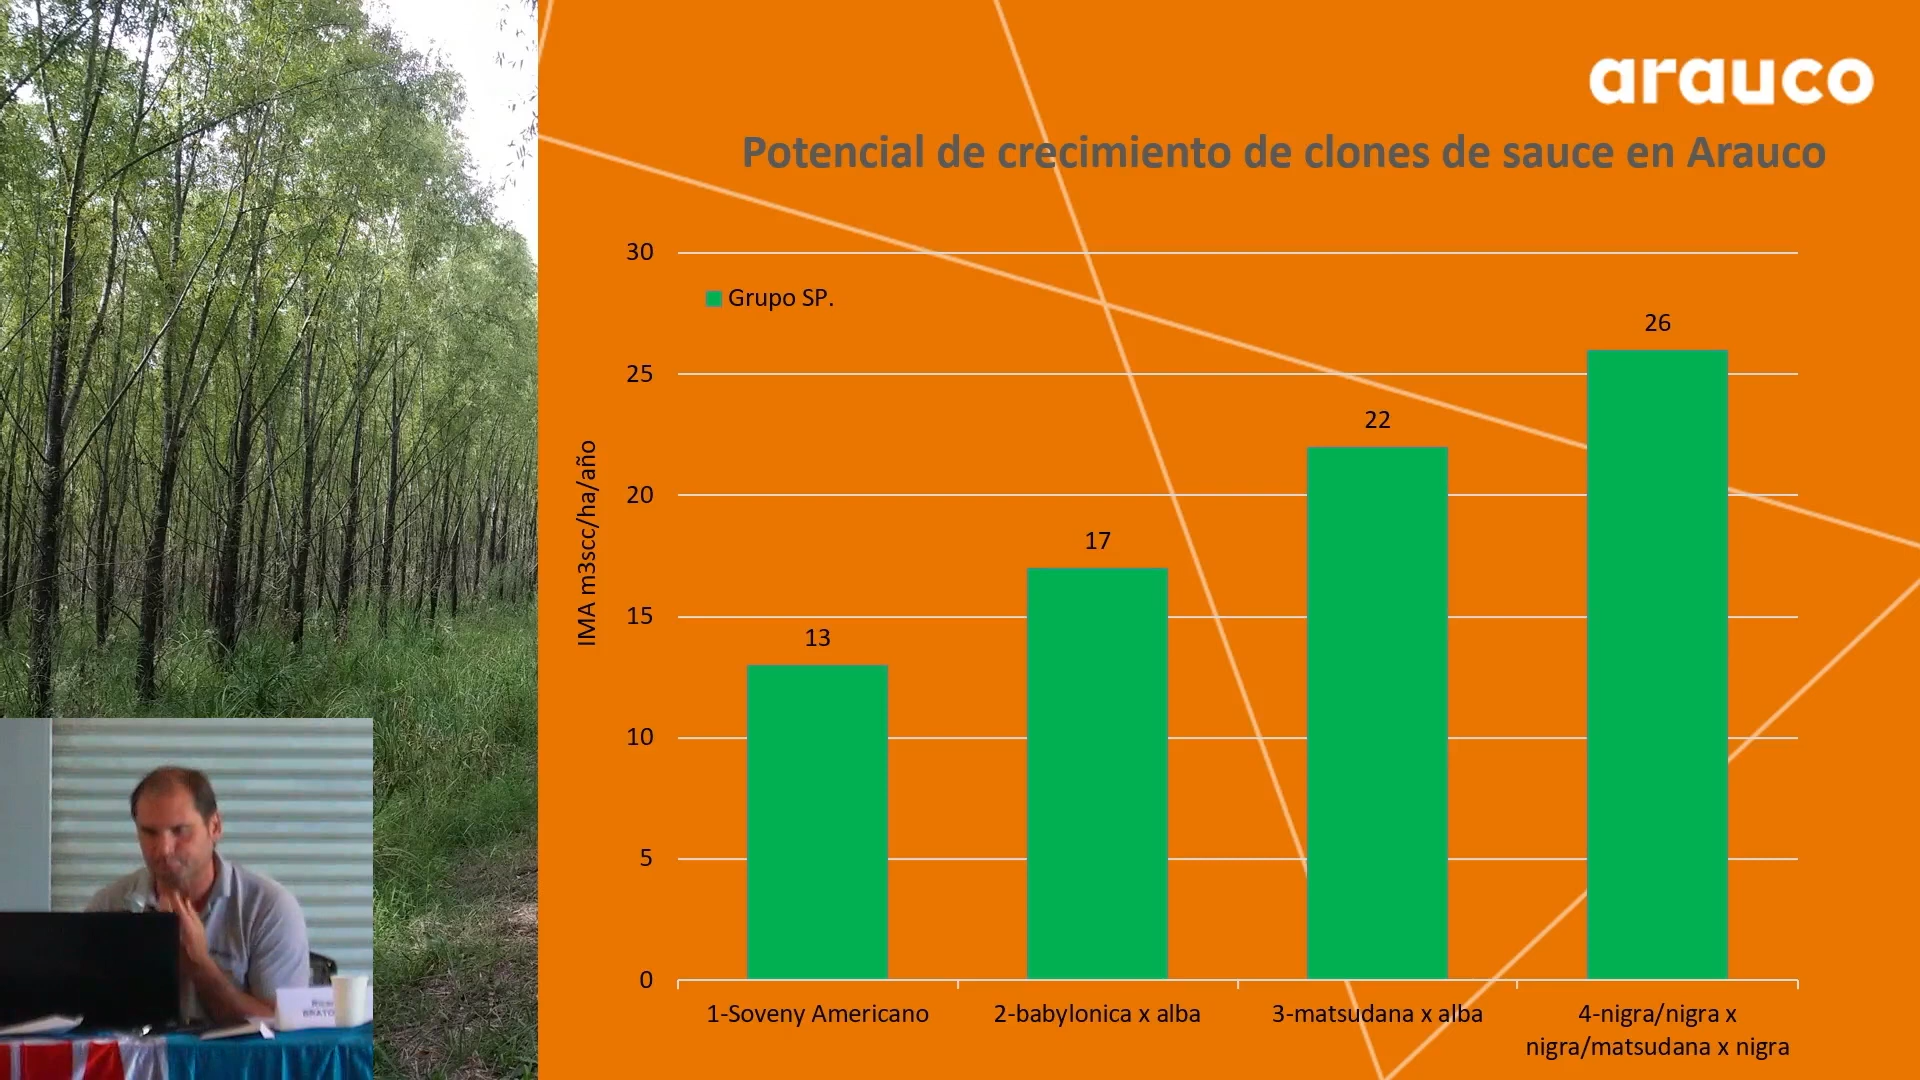 arauco
Potencial de crecimiento de clones de sauce en Arauco
30
Grupo SP.
26
25
22
20
17
15
13
10
5
0
IMA m3scc/ha/año
1-Soveny Americano
2-babylonica x alba
3-matsudana x alba
4-nigra/nigra x
nigra/matsudana x nigra